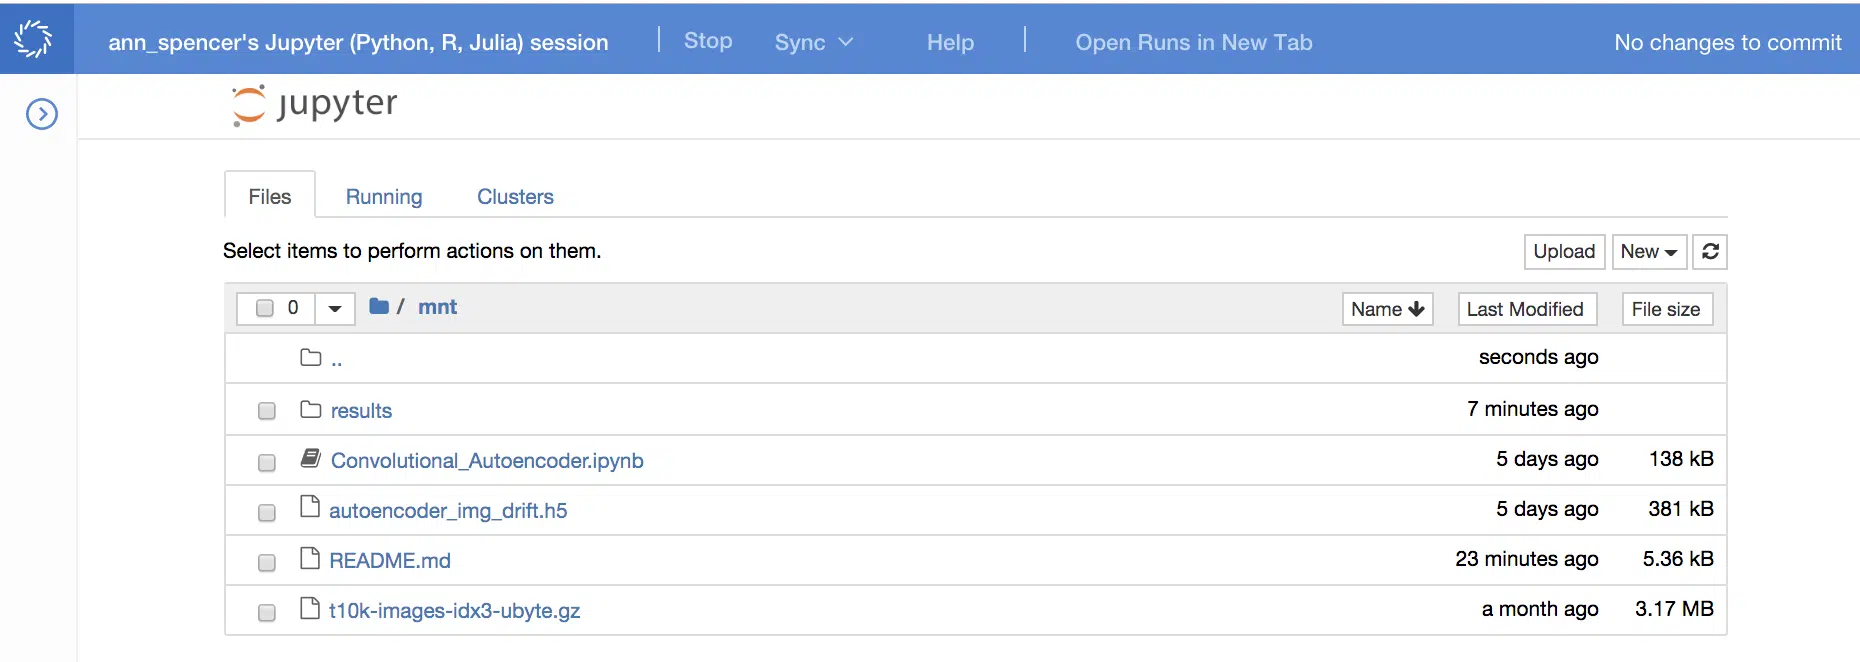 ann_spencer's Jupyter (Python, R, Julia) session Stop Sync Help Open Runs in New Tab No changes to commit
jupyter
Files Running Clusters
Select items to perform actions on them. Upload New
0 / mnt Name Last Modified File size
.. seconds ago
results 7 minutes ago
Convolutional_Autoencoder.ipynb 5 days ago 138 kB
autoencoder_img_drift.h5 5 days ago 381 kB
README.md 23 minutes ago 5.36 kB
t10k-images-idx3-ubyte.gz a month ago 3.17 MB